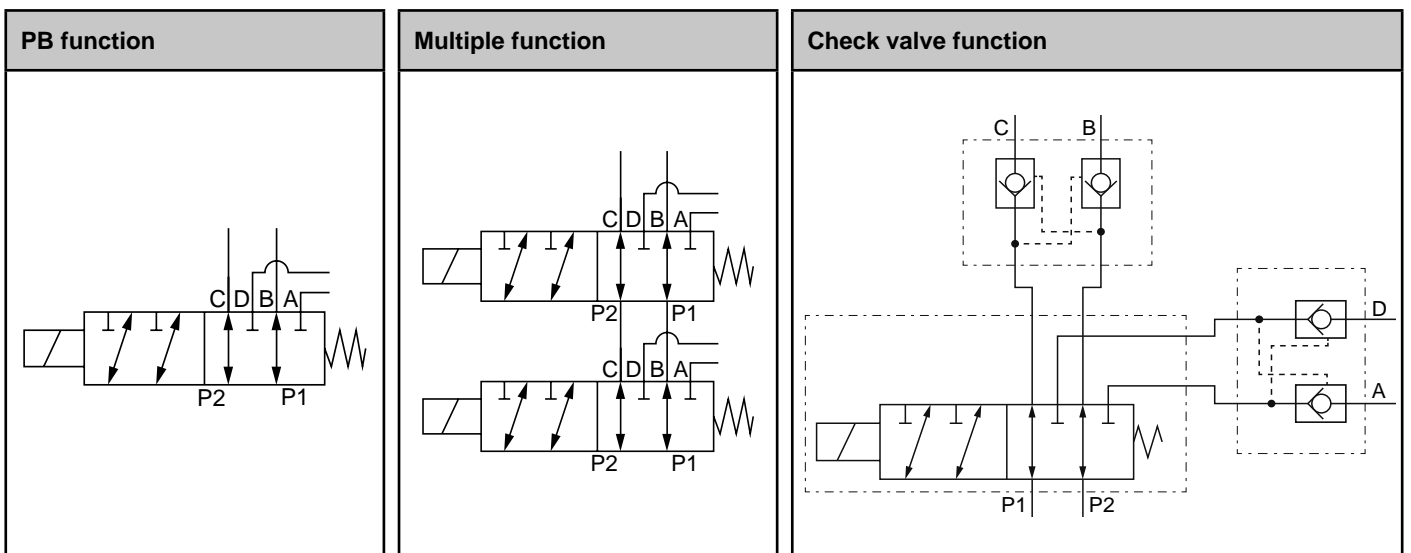 PB function
C D B A
P2 P1
Multiple function
C D B A
P2 P1
C D B A
P2 P1
Check valve function
C B
D
A
P1 P2